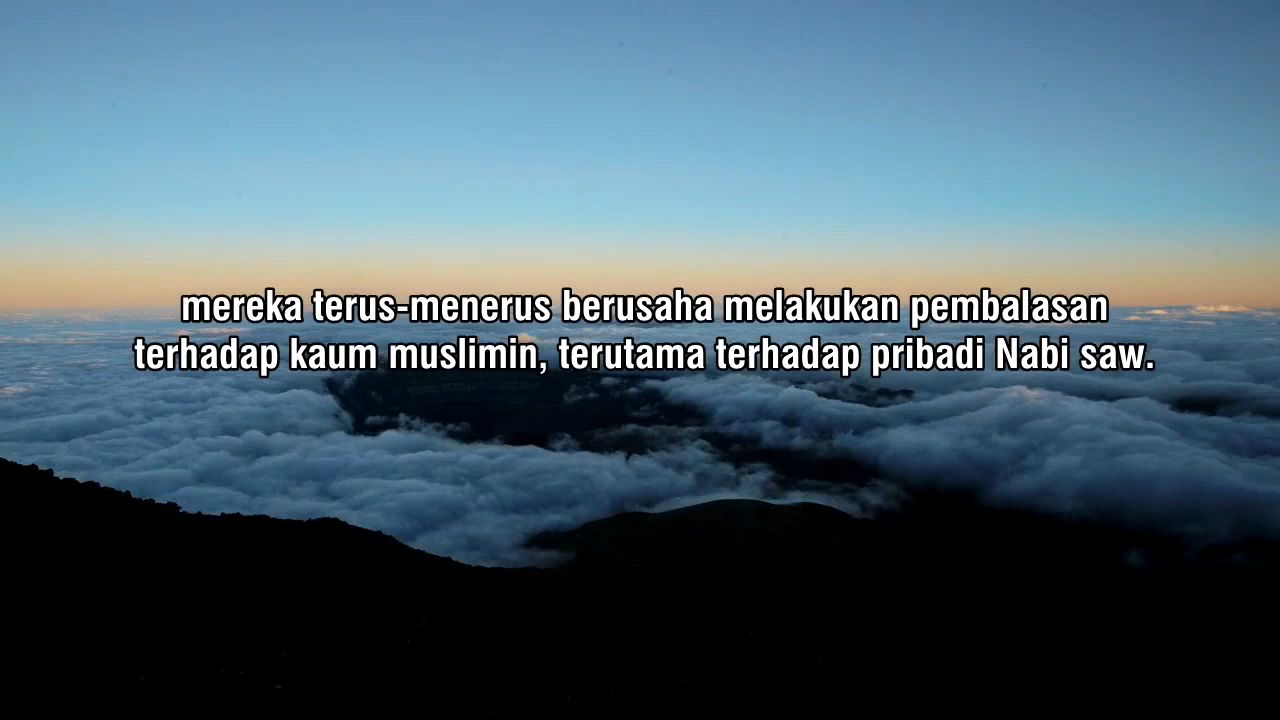 mereka terus-menerus berusaha melakukan pembalasan
terhadap kaum muslimin, terutama terhadap pribadi Nabi saw.